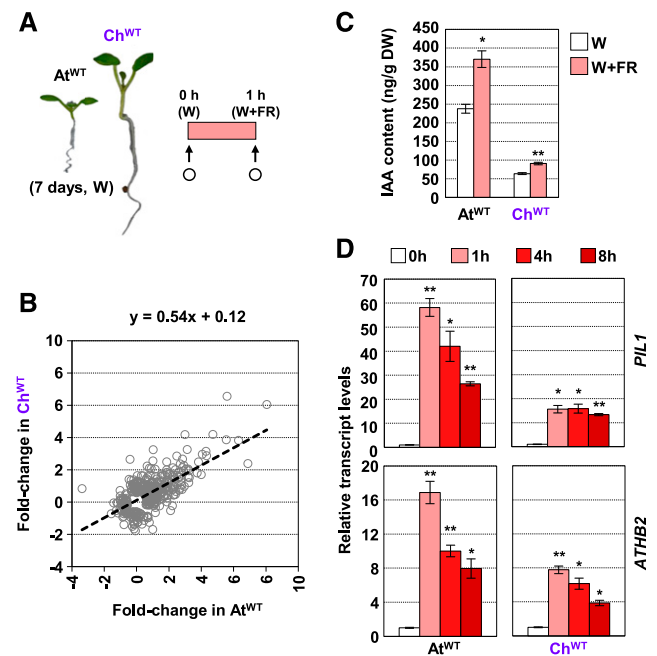 A
Ch^WT
At^WT
0 h
(W)
1 h
(W+FR)
(7 days, W)
B
y = 0.54x + 0.12
Fold-change in Ch^WT
10
8
6
4
2
0
-2
-4
-4
-2
0
2
4
6
8
10
Fold-change in At^WT
C
IAA content (ng/g DW)
450
400
350
300
250
200
150
100
50
0
*
**
W
W+FR
At^WT
Ch^WT
D
0h
1h
4h
8h
Relative transcript levels
70
60
50
40
30
20
10
0
**
*
**
*
*
**
PIL1
20
16
12
8
4
0
**
**
*
**
*
*
ATHB2
At^WT
Ch^WT